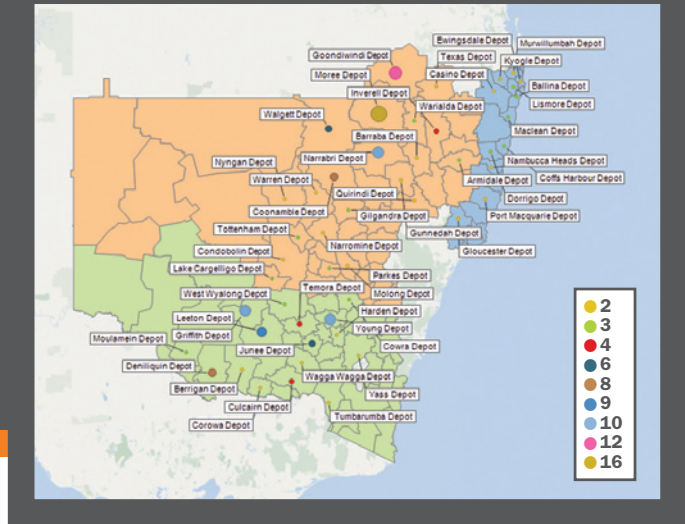 Ewingsdale Depot
Murwillumbah Depot
Goondiwindi Depot
Texas Depot
Kyogle Depot
Moree Depot
Casino Depot
Ballina Depot
Inverell Depot
Lismore Depot
Warialda Depot
Walgett Depot
Maclean Depot
Barraba Depot
Nyngan Depot
Narrabri Depot
Nambucca Heads Depot
Warren Depot
Armidale Depot
Coffs Harbour Depot
Quirindi Depot
Dorrigo Depot
Coonamble Depot
Gilgandra Depot
Port Macquarie Depot
Tottenham Depot
Gunnedah Depot
Condobolin Depot
Narromine Depot
Gloucester Depot
Lake Cargelligo Depot
Parkes Depot
Temora Depot
West Wyalong Depot
Molong Depot
Harden Depot
Leeton Depot
Young Depot
Griffith Depot
Moulamein Depot
Cowra Depot
Junee Depot
Deniliquin Depot
Wagga Wagga Depot
Berrigan Depot
Yass Depot
Culcairn Depot
Tumbarumba Depot
Corowa Depot
2
3
4
6
8
9
10
12
16